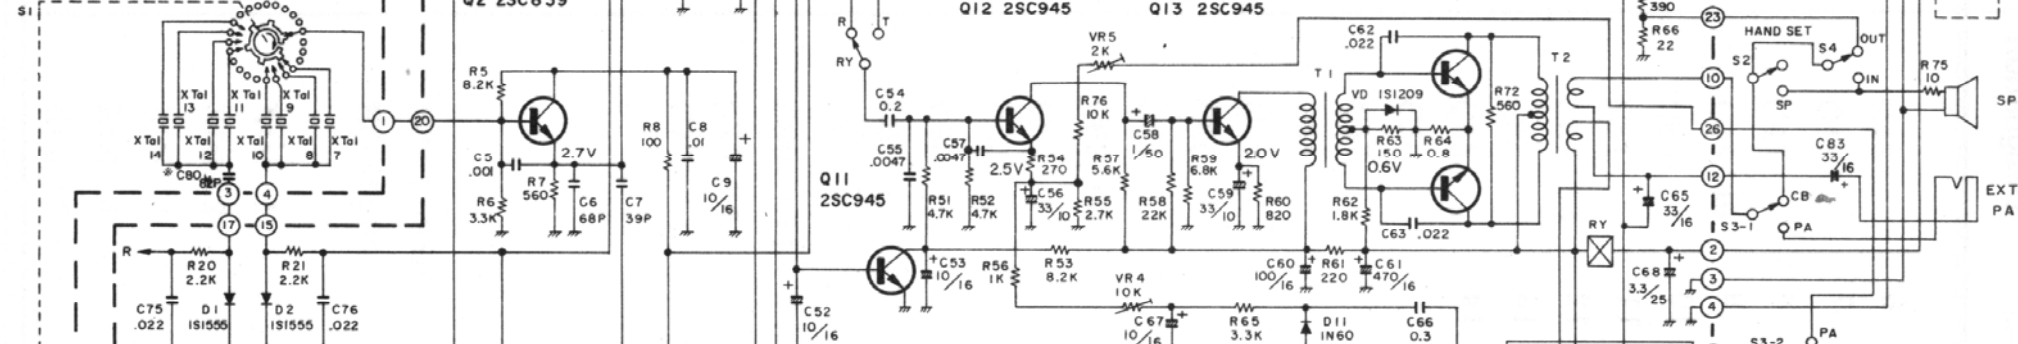 S1
Q2 2SC839
Q12 2SC945
Q13 2SC945
390
23
R66
22
HAND SET
OUT
S2
S4
R
T
RY
VR5
2K
C62
.022
T1
T2
10
IN
R75
10
SP
SP
R5
8.2K
XTal
13
XTal
11
XTal
9
XTal
14
XTal
12
XTal
10
XTal
8
XTal
7
1
20
2.7V
C54
0.2
R76
10K
C58
1/50
VD 1S1209
R72
560
R63
150
R64
0.8
26
R8
100
C8
.01
C5
.001
C55
.0047
C57
.0047
2.5V
R54
270
R57
5.6K
R59
6.8K
2.0V
0.6V
C83
33/16
* C80
3
4
R7
560
C6
68P
C7
39P
C9
10/16
R6
3.3K
Q11
2SC945
R51
4.7K
R52
4.7K
C56
33/10
R55
2.7K
R58
22K
C59
33/10
R60
820
R62
1.8K
C63 .022
12
C65
33/16
CB
EXT
PA
17
15
RY
S3-1
PA
R
R20
2.2K
R21
2.2K
C53
10/16
R56
1K
R53
8.2K
C60
100/16
R61
220
C61
470/16
2
C68
3.3/25
3
4
C75
.022
D1
1S1555
D2
1S1555
C76
.022
C52
10/16
VR4
10K
C67
10/16
R65
3.3K
D11
1N60
C66
0.3
S3-2
PA